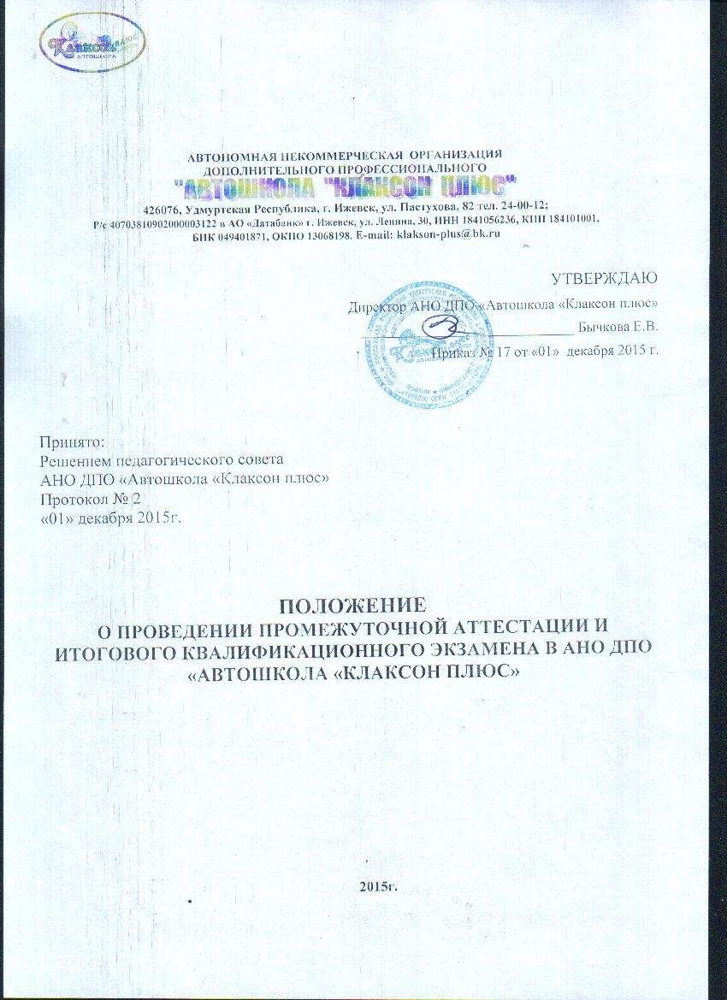 Клаксон ПЛЮС
АВТОШКОЛА
АВТОНОМНАЯ НЕКОММЕРЧЕСКАЯ ОРГАНИЗАЦИЯ
ДОПОЛНИТЕЛЬНОГО ПРОФЕССИОНАЛЬНОГО
"АВТОШКОЛА "КЛАКСОН ПЛЮС"
426076, Удмуртская Республика, г. Ижевск, ул. Пастухова, 82 тел. 24-00-12;
Р/с 40703810902000003122 в АО «Датабанк» г. Ижевск, ул. Ленина, 30, ИНН 1841056236, КПП 184101001,
БИК 049401871, ОКПО 13068198. E-mail: klakson-plus@bk.ru
УТВЕРЖДАЮ
Директор АНО ДПО «Автошкола «Клаксон плюс»
Бычкова Е.В.
Приказ № 17 от «01» декабря 2015 г.
Принято:
Решением педагогического совета
АНО ДПО «Автошкола «Клаксон плюс»
Протокол № 2
«01» декабря 2015г.
ПОЛОЖЕНИЕ
О ПРОВЕДЕНИИ ПРОМЕЖУТОЧНОЙ АТТЕСТАЦИИ И
ИТОГОВОГО КВАЛИФИКАЦИОННОГО ЭКЗАМЕНА В АНО ДПО
«АВТОШКОЛА «КЛАКСОН ПЛЮС»
2015г.